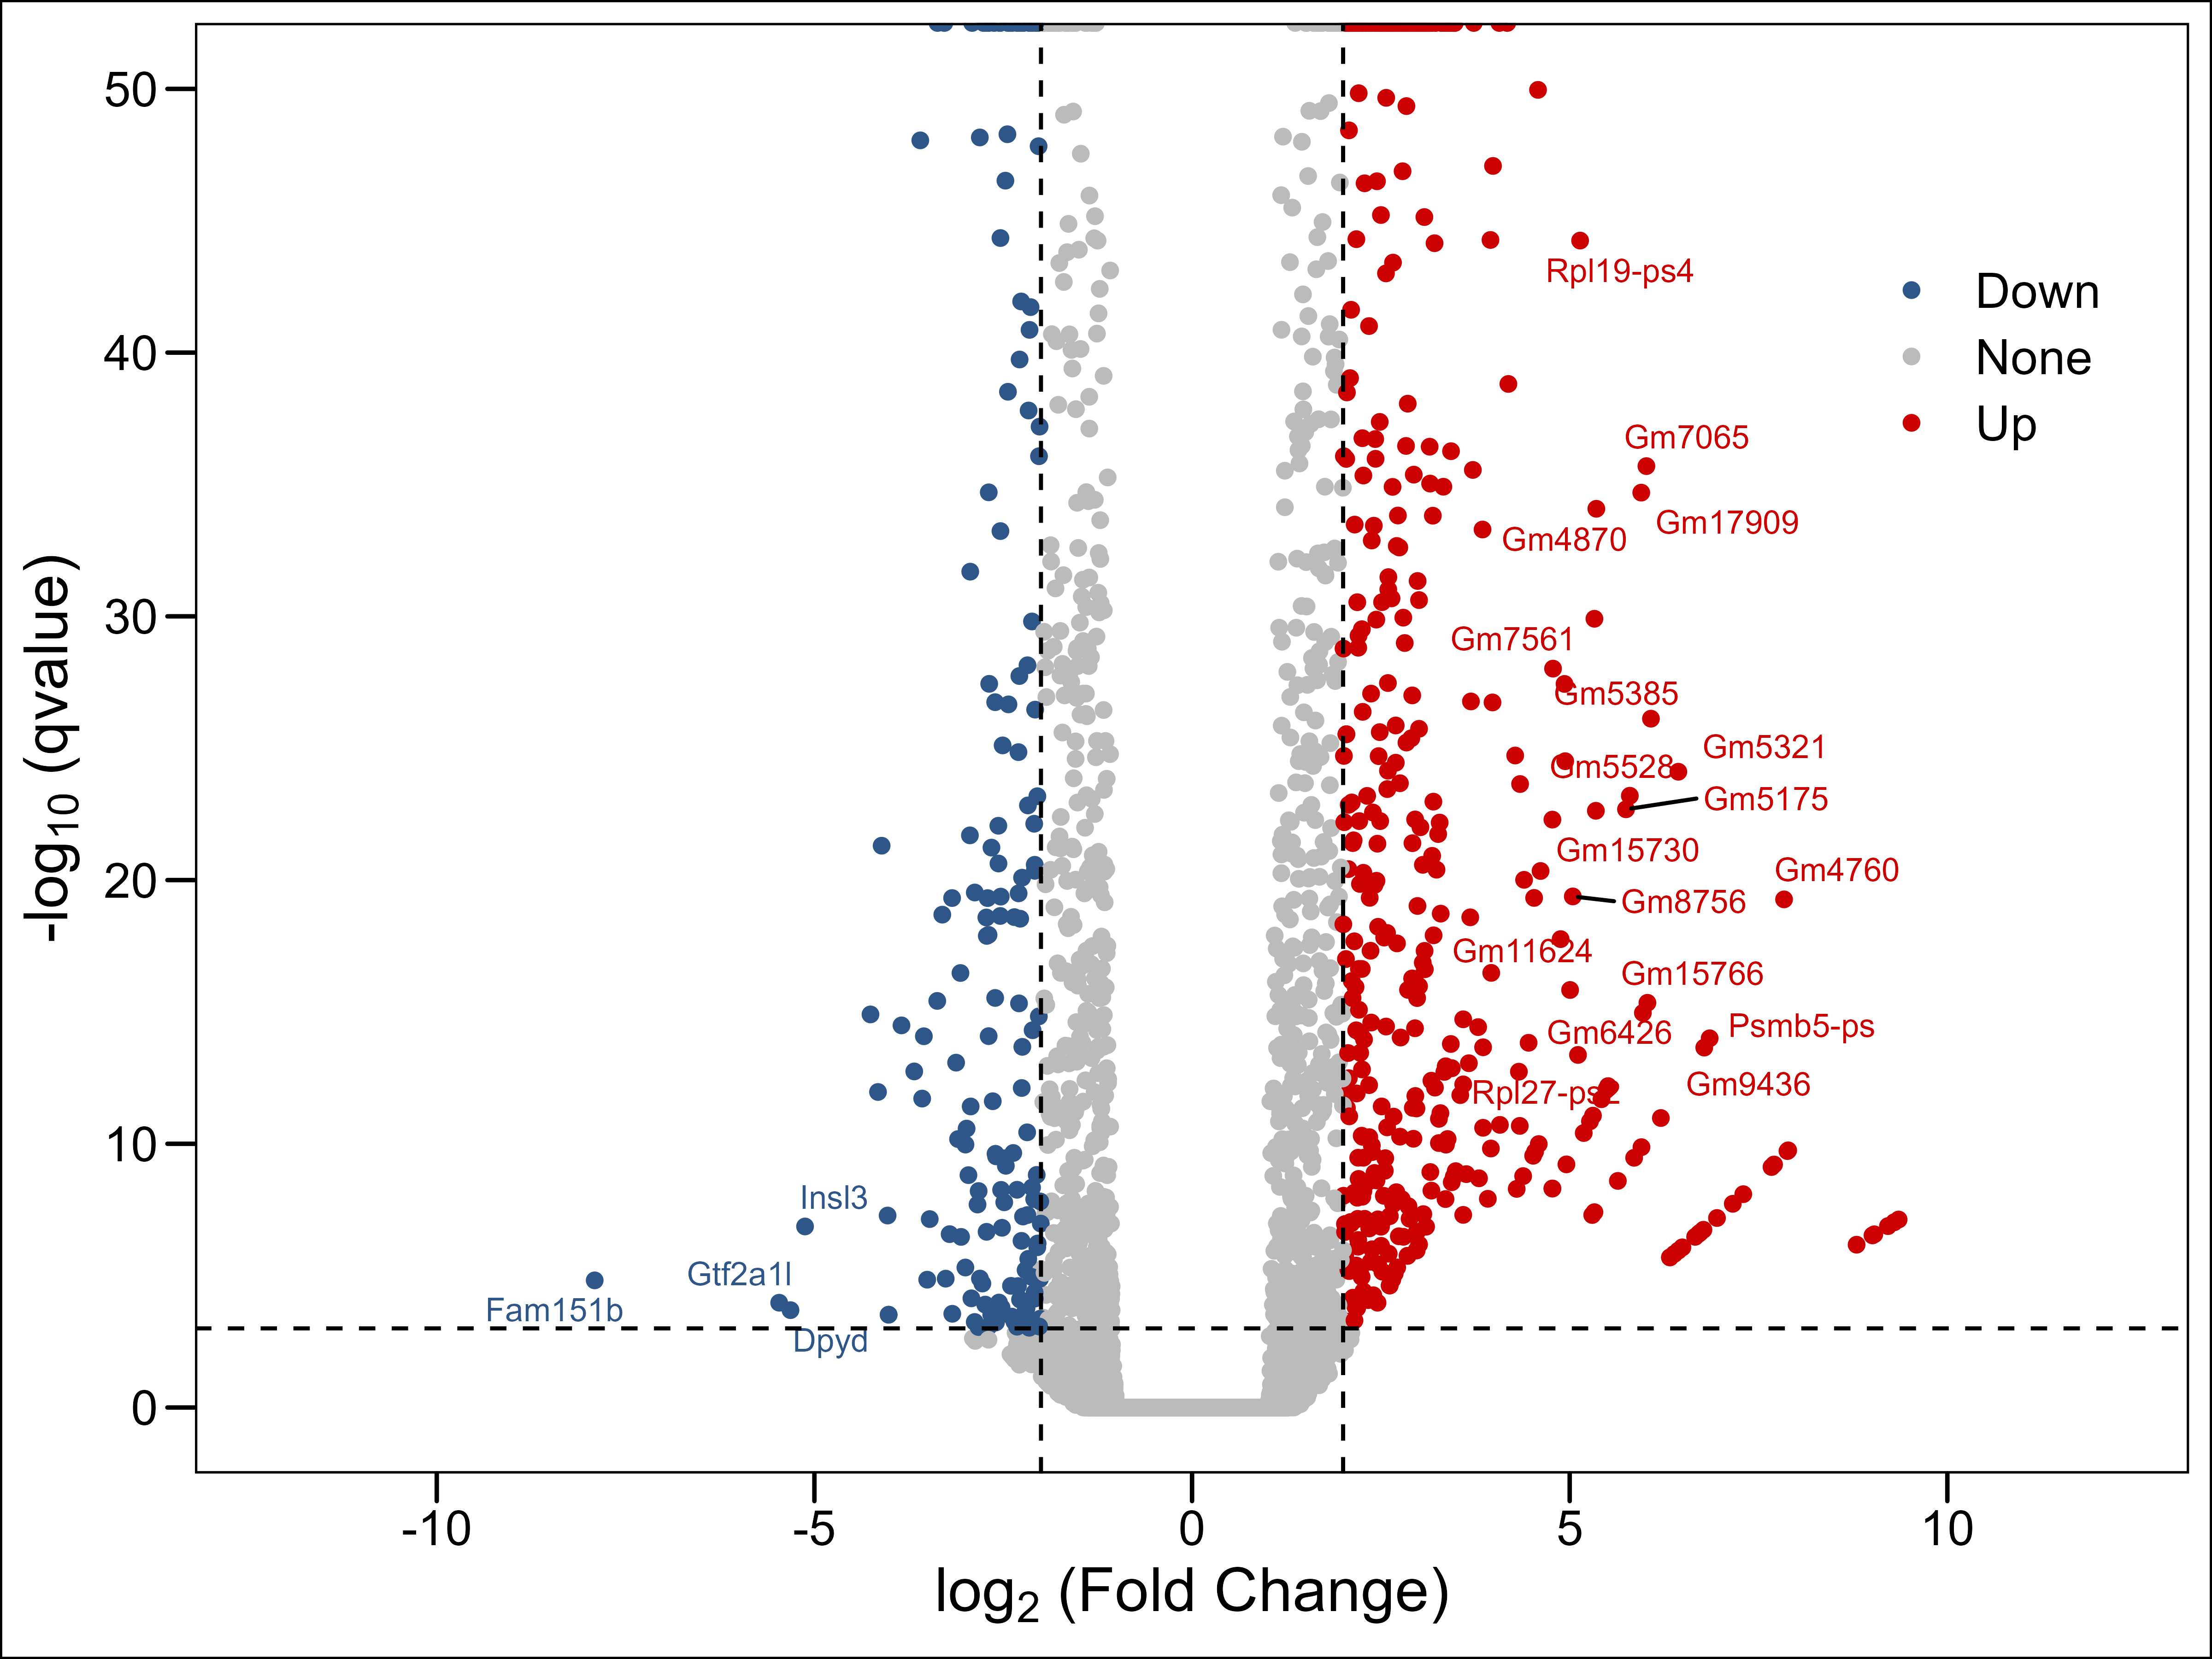 50
40
30
20
10
0
-log10 (qvalue)
-10
-5
0
5
10
log2 (Fold Change)
Down
None
Up
Rpl19-ps4
Gm7065
Gm17909
Gm4870
Gm7561
Gm5385
Gm5321
Gm5528
Gm5175
Gm15730
Gm4760
Gm8756
Gm11624
Gm15766
Psmb5-ps
Gm6426
Gm9436
Rpl27-ps2
Insl3
Gtf2a1l
Fam151b
Dpyd